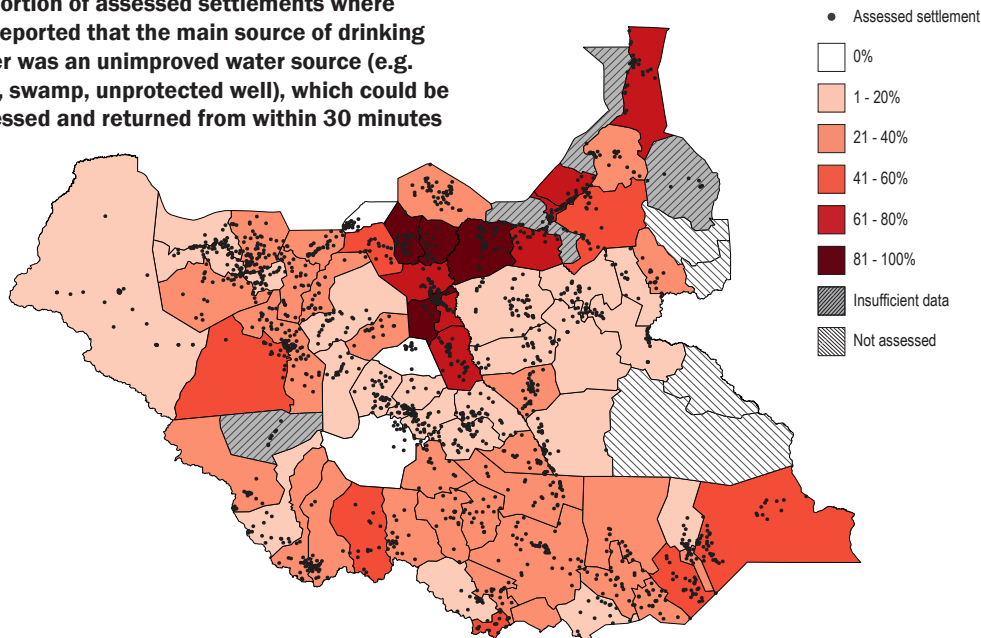 ortion of assessed settlements where
eported that the main source of drinking
er was an unimproved water source (e.g.
, swamp, unprotected well), which could be
essed and returned from within 30 minutes
Assessed settlement
0%
1 - 20%
21 - 40%
41 - 60%
61 - 80%
81 - 100%
Insufficient data
Not assessed